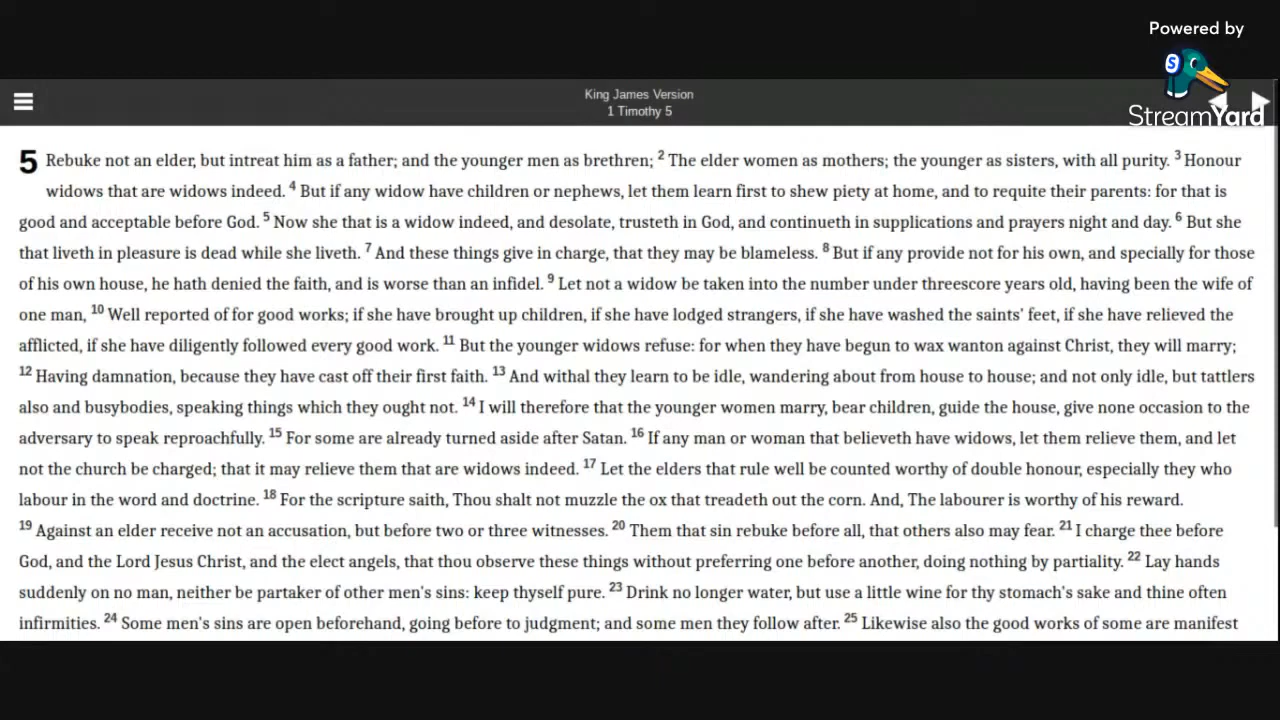 Powered by
StreamYard
King James Version
1 Timothy 5
5 Rebuke not an elder, but intreat him as a father; and the younger men as brethren; 2 The elder women as mothers; the younger as sisters, with all purity. 3 Honour
widows that are widows indeed. 4 But if any widow have children or nephews, let them learn first to shew piety at home, and to requite their parents: for that is
good and acceptable before God. 5 Now she that is a widow indeed, and desolate, trusteth in God, and continueth in supplications and prayers night and day. 6 But she
that liveth in pleasure is dead while she liveth. 7 And these things give in charge, that they may be blameless. 8 But if any provide not for his own, and specially for those
of his own house, he hath denied the faith, and is worse than an infidel. 9 Let not a widow be taken into the number under threescore years old, having been the wife of
one man, 10 Well reported of for good works; if she have brought up children, if she have lodged strangers, if she have washed the saints' feet, if she have relieved the
afflicted, if she have diligently followed every good work. 11 But the younger widows refuse: for when they have begun to wax wanton against Christ, they will marry;
12 Having damnation, because they have cast off their first faith. 13 And withal they learn to be idle, wandering about from house to house; and not only idle, but tattlers
also and busybodies, speaking things which they ought not. 14 I will therefore that the younger women marry, bear children, guide the house, give none occasion to the
adversary to speak reproachfully. 15 For some are already turned aside after Satan. 16 If any man or woman that believeth have widows, let them relieve them, and let
not the church be charged; that it may relieve them that are widows indeed. 17 Let the elders that rule well be counted worthy of double honour, especially they who
labour in the word and doctrine. 18 For the scripture saith, Thou shalt not muzzle the ox that treadeth out the corn. And, The labourer is worthy of his reward.
19 Against an elder receive not an accusation, but before two or three witnesses. 20 Them that sin rebuke before all, that others also may fear. 21 I charge thee before
God, and the Lord Jesus Christ, and the elect angels, that thou observe these things without preferring one before another, doing nothing by partiality. 22 Lay hands
suddenly on no man, neither be partaker of other men's sins: keep thyself pure. 23 Drink no longer water, but use a little wine for thy stomach's sake and thine often
infirmities. 24 Some men's sins are open beforehand, going before to judgment; and some men they follow after. 25 Likewise also the good works of some are manifest